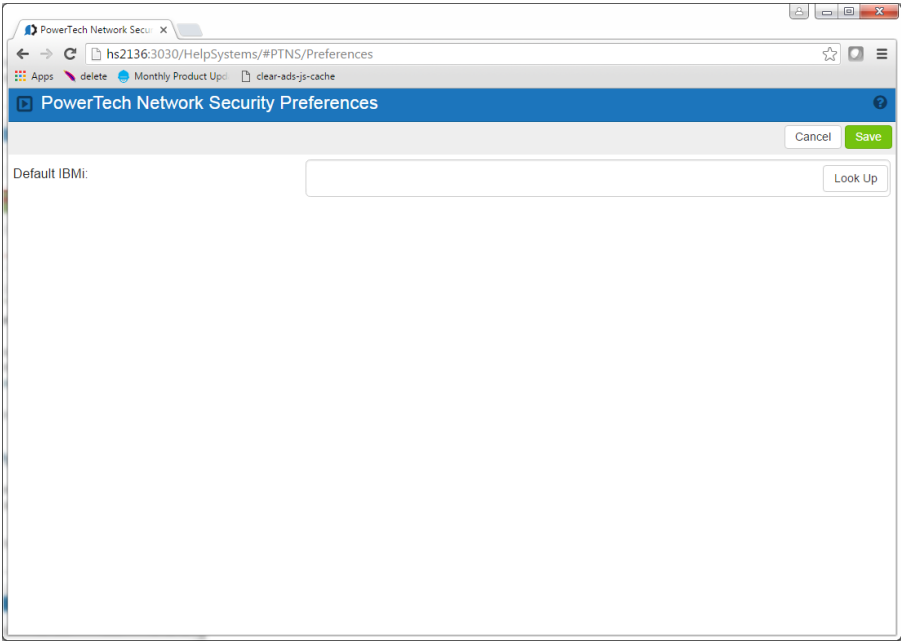 PowerTech Network Secu
hs2136:3030/HelpSystems/#PTNS/Preferences
Apps delete Monthly Product Upd clear-ads-js-cache
PowerTech Network Security Preferences
Cancel Save
Default IBMi: Look Up